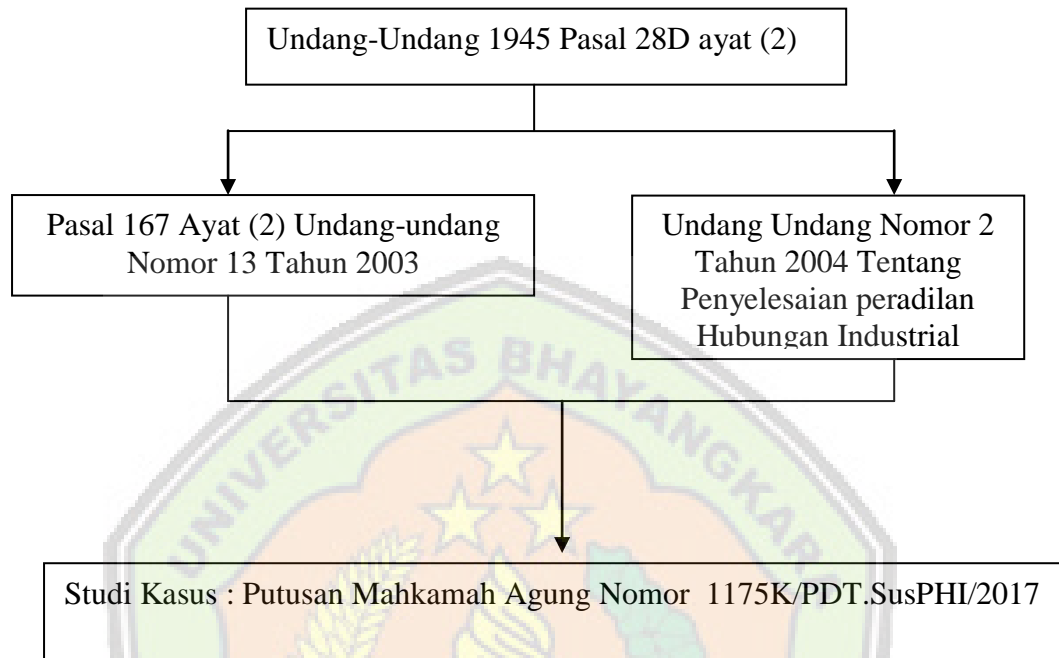 Undang-Undang 1945 Pasal 28D ayat (2)
Pasal 167 Ayat (2) Undang-undang
Nomor 13 Tahun 2003
Undang Undang Nomor 2
Tahun 2004 Tentang
Penyelesaian peradilan
Hubungan Industrial
UNIVERSITAS BHAYANGKARA
Studi Kasus : Putusan Mahkamah Agung Nomor 1175K/PDT.SusPHI/2017